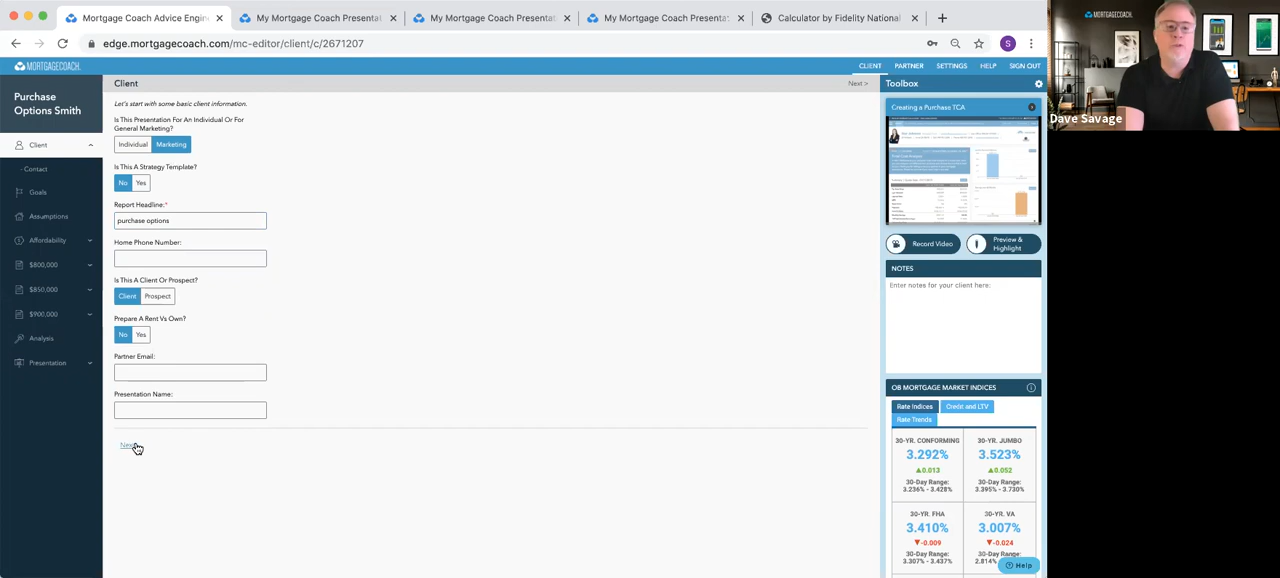 Mortgage Coach Advice Engin
My Mortgage Coach Presentat
My Mortgage Coach Presentat
My Mortgage Coach Presentat
Calculator by Fidelity National
edge.mortgagecoach.com/mc-editor/client/c/2671207
S
MORTGAGECOACH
CLIENT PARTNER SETTINGS HELP SIGN OUT
Purchase
Options Smith
Client
- Contact
Goals
Assumptions
Affordability
$800,000
$850,000
$900,000
Analysis
Presentation
Client
Next >
Let's start with some basic client information.
Is This Presentation For An Individual Or For
General Marketing?
Individual Marketing
Is This A Strategy Template?
No Yes
Report Headline:*
purchase options
Home Phone Number:
Is This A Client Or Prospect?
Client Prospect
Prepare A Rent Vs Own?
No Yes
Partner Email:
Presentation Name:
Next
Toolbox
Creating a Purchase TCA
Record Video
Preview &
Highlight
NOTES
Enter notes for your client here:
OB MORTGAGE MARKET INDICES
Rate Indices Credit and LTV
Rate Trends
30-YR. CONFORMING
3.292%
▲0.013
30-Day Range:
3.236% - 3.428%
30-YR. JUMBO
3.523%
▲0.052
30-Day Range:
3.395% - 3.730%
30-YR. FHA
3.410%
▼-0.009
30-Day Range:
3.307% - 3.437%
30-YR. VA
3.007%
▼-0.024
30-Day Range:
2.814%
Help
MORTGAGECOACH
Dave Savage